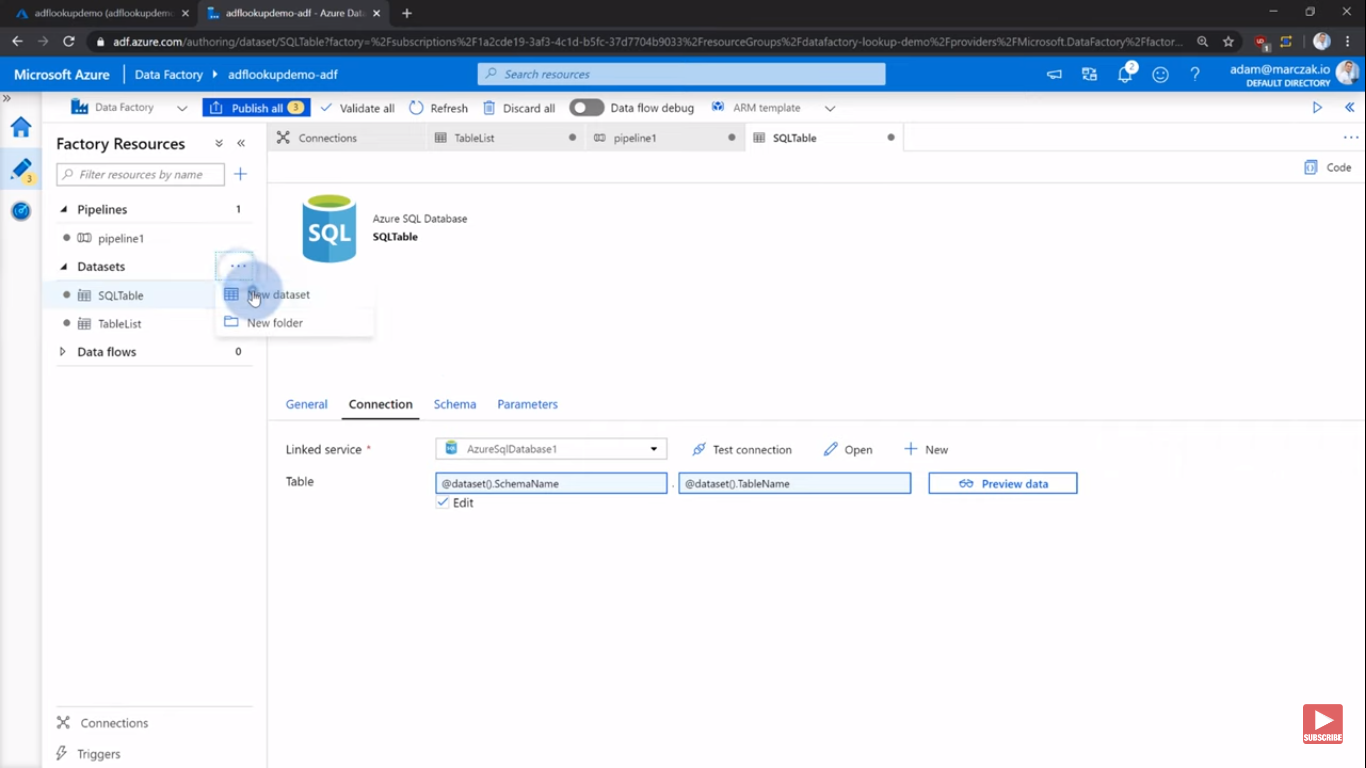 adflookupdemo (adflookupdemo
adflookupdemo-adf - Azure Dat
adf.azure.com/authoring/dataset/SQLTable?factory=%2Fsubscriptions%2F1a2cde19-3af3-4c1d-b5fc-37d7704b9033%2FresourceGroups%2Fdatafactory-lookup-demo%2Fproviders%2FMicrosoft.DataFactory%2Ffactor...
Microsoft Azure
Data Factory
adflookupdemo-adf
Search resources
2
adam@marczak.io
DEFAULT DIRECTORY
Data Factory
Publish all 3
Validate all
Refresh
Discard all
Data flow debug
ARM template
Factory Resources
Connections
TableList
pipeline1
SQLTable
3
Filter resources by name
Code
Pipelines 1
pipeline1
Datasets
SQLTable
TableList
Data flows 0
New dataset
New folder
SQL
Azure SQL Database
SQLTable
General
Connection
Schema
Parameters
Linked service *
AzureSqlDatabase1
Test connection
Open
New
Table
@dataset().SchemaName . @dataset().TableName
Preview data
Edit
Connections
Triggers
SUBSCRIBE